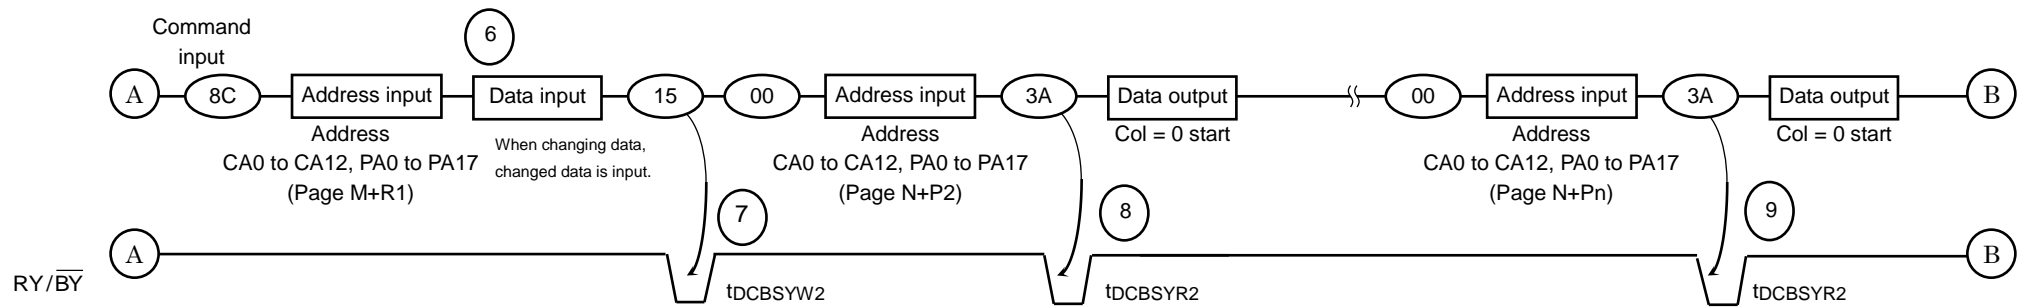 Command
input
6
A 8C Address input Data input 15 00 Address input 3A Data output 00 Address input 3A Data output B
Address
CA0 to CA12, PA0 to PA17
(Page M+R1)
When changing data,
changed data is input.
Address
CA0 to CA12, PA0 to PA17
(Page N+P2)
Col = 0 start
Address
CA0 to CA12, PA0 to PA17
(Page N+Pn)
Col = 0 start
7
8
9
A B
RY/BY
tDCBSYW2
tDCBSYR2
tDCBSYR2